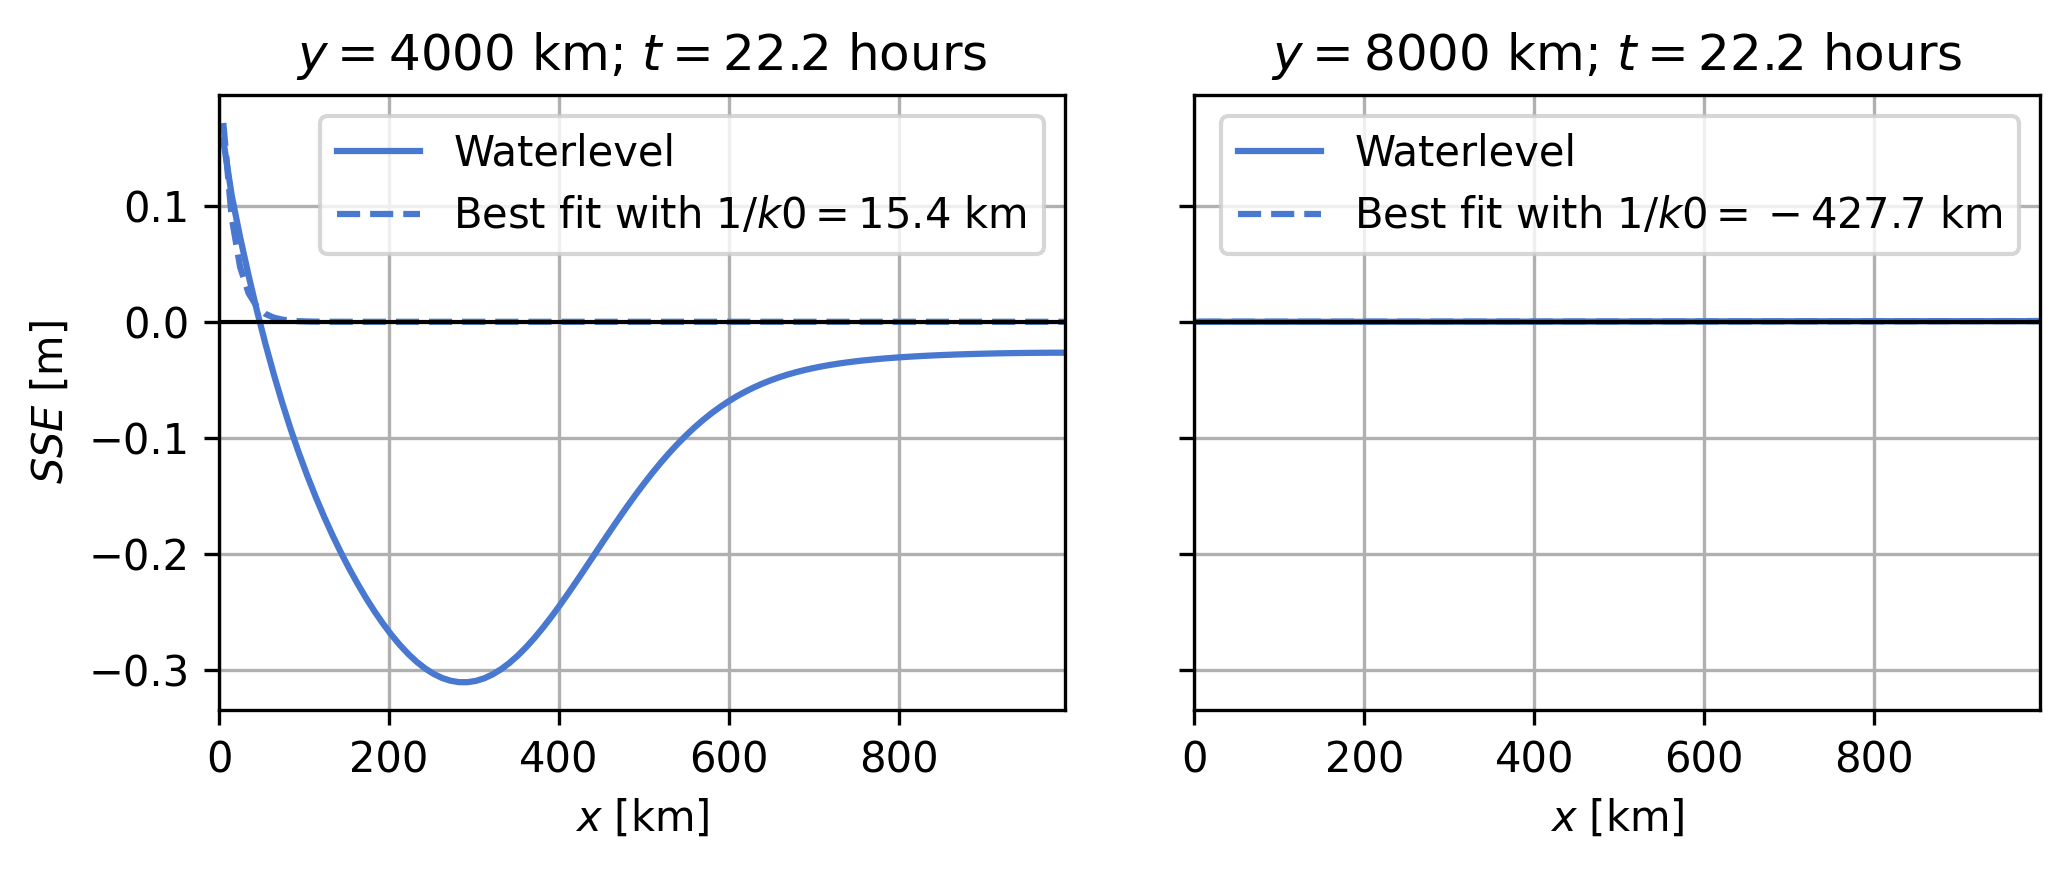 y = 4000 km; t = 22.2 hours
Waterlevel
Best fit with 1/k0 = 15.4 km
0.1
0.0
−0.1
−0.2
−0.3
SSE [m]
0 200 400 600 800
x [km]
y = 8000 km; t = 22.2 hours
Waterlevel
Best fit with 1/k0 = −427.7 km
0 200 400 600 800
x [km]